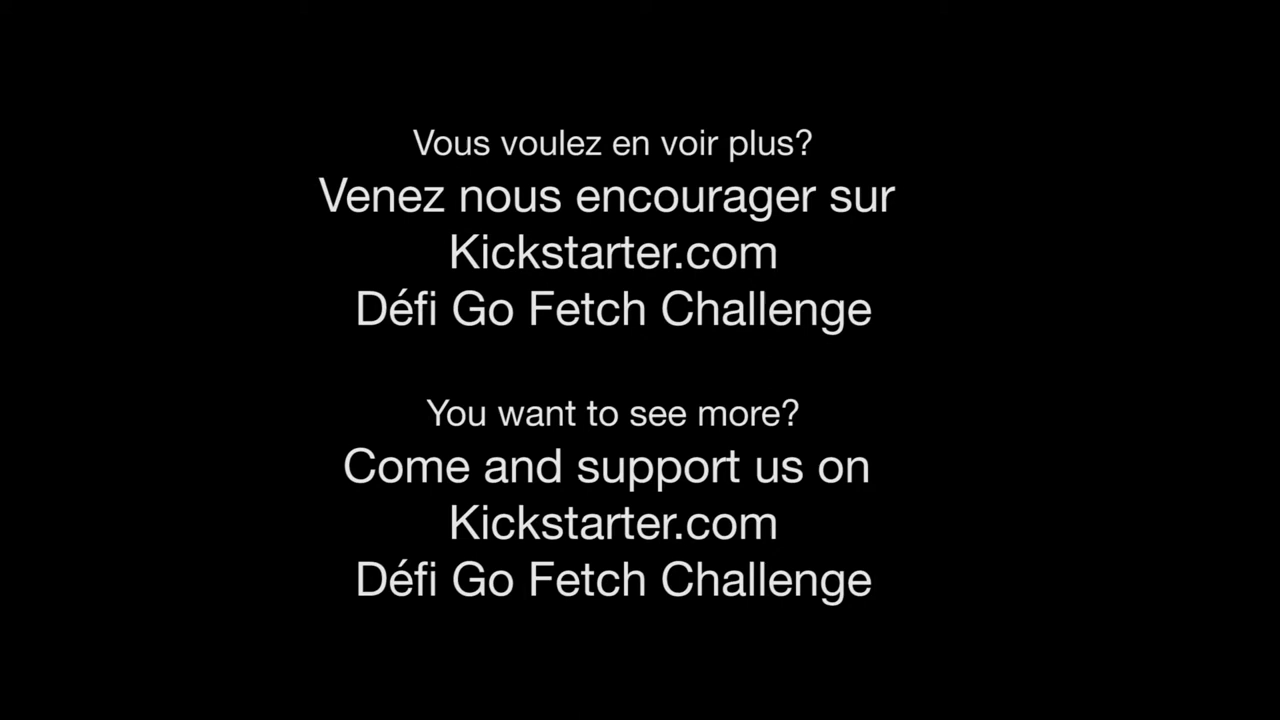 Vous voulez en voir plus?
Venez nous encourager sur
Kickstarter.com
Défi Go Fetch Challenge
You want to see more?
Come and support us on
Kickstarter.com
Défi Go Fetch Challenge